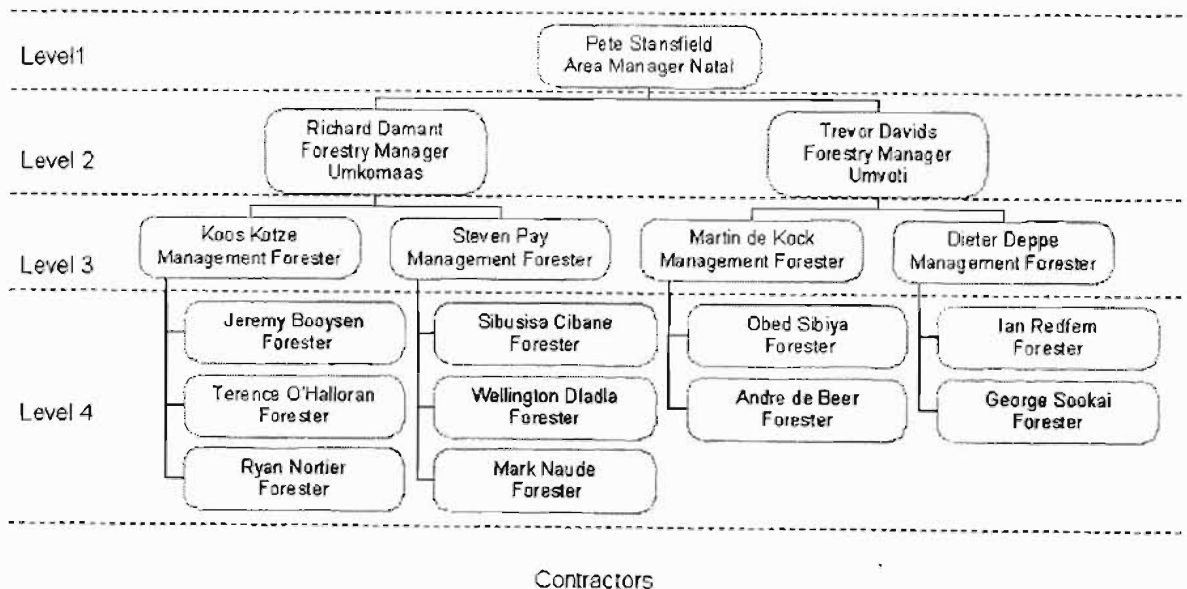 Level1
Pete Stansfield
Area Manager Natal
Level 2
Richard Damant
Forestry Manager
Umkomaas
Trevor Davids
Forestry Manager
Umvoti
Level 3
Koos Kotze
Management Forester
Steven Pay
Management Forester
Martin de Kock
Management Forester
Dieter Deppe
Management Forester
Level 4
Jeremy Booysen
Forester
Sibusisa Cibane
Forester
Obed Sibiya
Forester
Ian Redfern
Forester
Terence O'Halloran
Forester
Wellington Dladla
Forester
Andre de Beer
Forester
George Sookai
Forester
Ryan Nortier
Forester
Mark Naude
Forester
Contractors